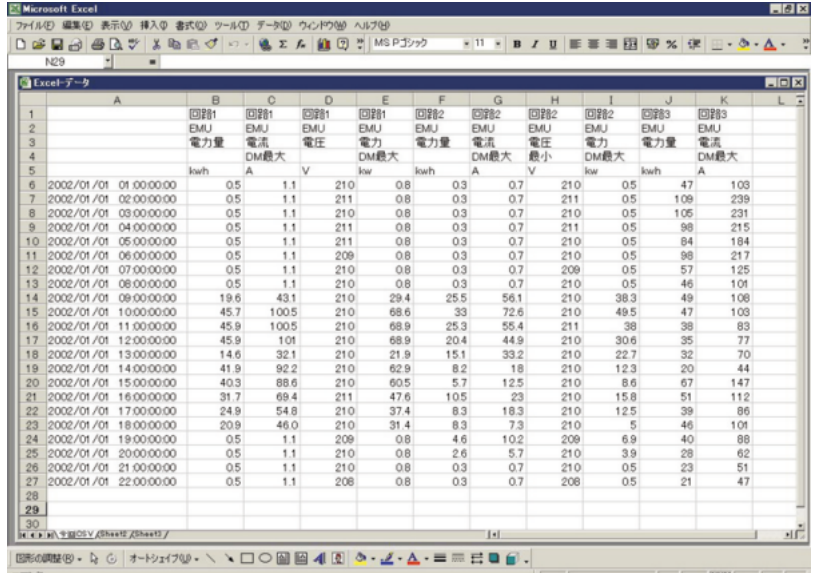 Microsoft Excel
ファイル(F) 編集(E) 表示(V) 挿入(I) 書式(O) ツール(T) データ(D) ウィンドウ(W) ヘルプ(H)
MS Pゴシック 11 B I U
N29 =
Excel-データ
A B C D E F G H I J K L
1 回路1 回路1 回路1 回路1 回路2 回路2 回路2 回路2 回路3 回路3
2 EMU EMU EMU EMU EMU EMU EMU EMU EMU EMU
3 電力量 電流 電圧 電力 電力量 電流 電圧 電力 電力量 電流
4 DM最大 DM最大 DM最大 最小 DM最大 DM最大
5 kwh A V kw kwh A V kw kwh A
6 2002/01/01 01:00:00:00 0.5 1.1 210 0.8 0.3 0.7 210 0.5 47 103
7 2002/01/01 02:00:00:00 0.5 1.1 211 0.8 0.3 0.7 211 0.5 109 239
8 2002/01/01 03:00:00:00 0.5 1.1 210 0.8 0.3 0.7 210 0.5 105 231
9 2002/01/01 04:00:00:00 0.5 1.1 211 0.8 0.3 0.7 211 0.5 98 215
10 2002/01/01 05:00:00:00 0.5 1.1 211 0.8 0.3 0.7 210 0.5 84 184
11 2002/01/01 06:00:00:00 0.5 1.1 209 0.8 0.3 0.7 210 0.5 98 217
12 2002/01/01 07:00:00:00 0.5 1.1 210 0.8 0.3 0.7 209 0.5 57 125
13 2002/01/01 08:00:00:00 0.5 1.1 210 0.8 0.3 0.7 210 0.5 46 101
14 2002/01/01 09:00:00:00 19.6 43.1 210 29.4 25.5 56.1 210 38.3 49 108
15 2002/01/01 10:00:00:00 45.7 100.5 210 68.6 33 72.6 210 49.5 47 103
16 2002/01/01 11:00:00:00 45.9 100.5 210 68.9 25.3 55.4 211 38 38 83
17 2002/01/01 12:00:00:00 45.9 101 210 68.9 20.4 44.9 210 30.6 35 77
18 2002/01/01 13:00:00:00 14.6 32.1 210 21.9 15.1 33.2 210 22.7 32 70
19 2002/01/01 14:00:00:00 41.9 92.2 210 62.9 8.2 18 210 12.3 20 44
20 2002/01/01 15:00:00:00 40.3 88.6 210 60.5 5.7 12.5 210 8.6 67 147
21 2002/01/01 16:00:00:00 31.7 69.4 211 47.6 10.5 23 210 15.8 51 112
22 2002/01/01 17:00:00:00 24.9 54.8 210 37.4 8.3 18.3 210 12.5 39 86
23 2002/01/01 18:00:00:00 20.9 46.0 210 31.4 8.3 7.3 210 5 46 101
24 2002/01/01 19:00:00:00 0.5 1.1 209 0.8 4.6 10.2 209 6.9 40 88
25 2002/01/01 20:00:00:00 0.5 1.1 210 0.8 2.6 5.7 210 3.9 28 62
26 2002/01/01 21:00:00:00 0.5 1.1 210 0.8 0.3 0.7 210 0.5 23 51
27 2002/01/01 22:00:00:00 0.5 1.1 208 0.8 0.3 0.7 208 0.5 21 47
28
29
30
Sheet2 Sheet3
図形の調整(R) オートシェイプ(U)